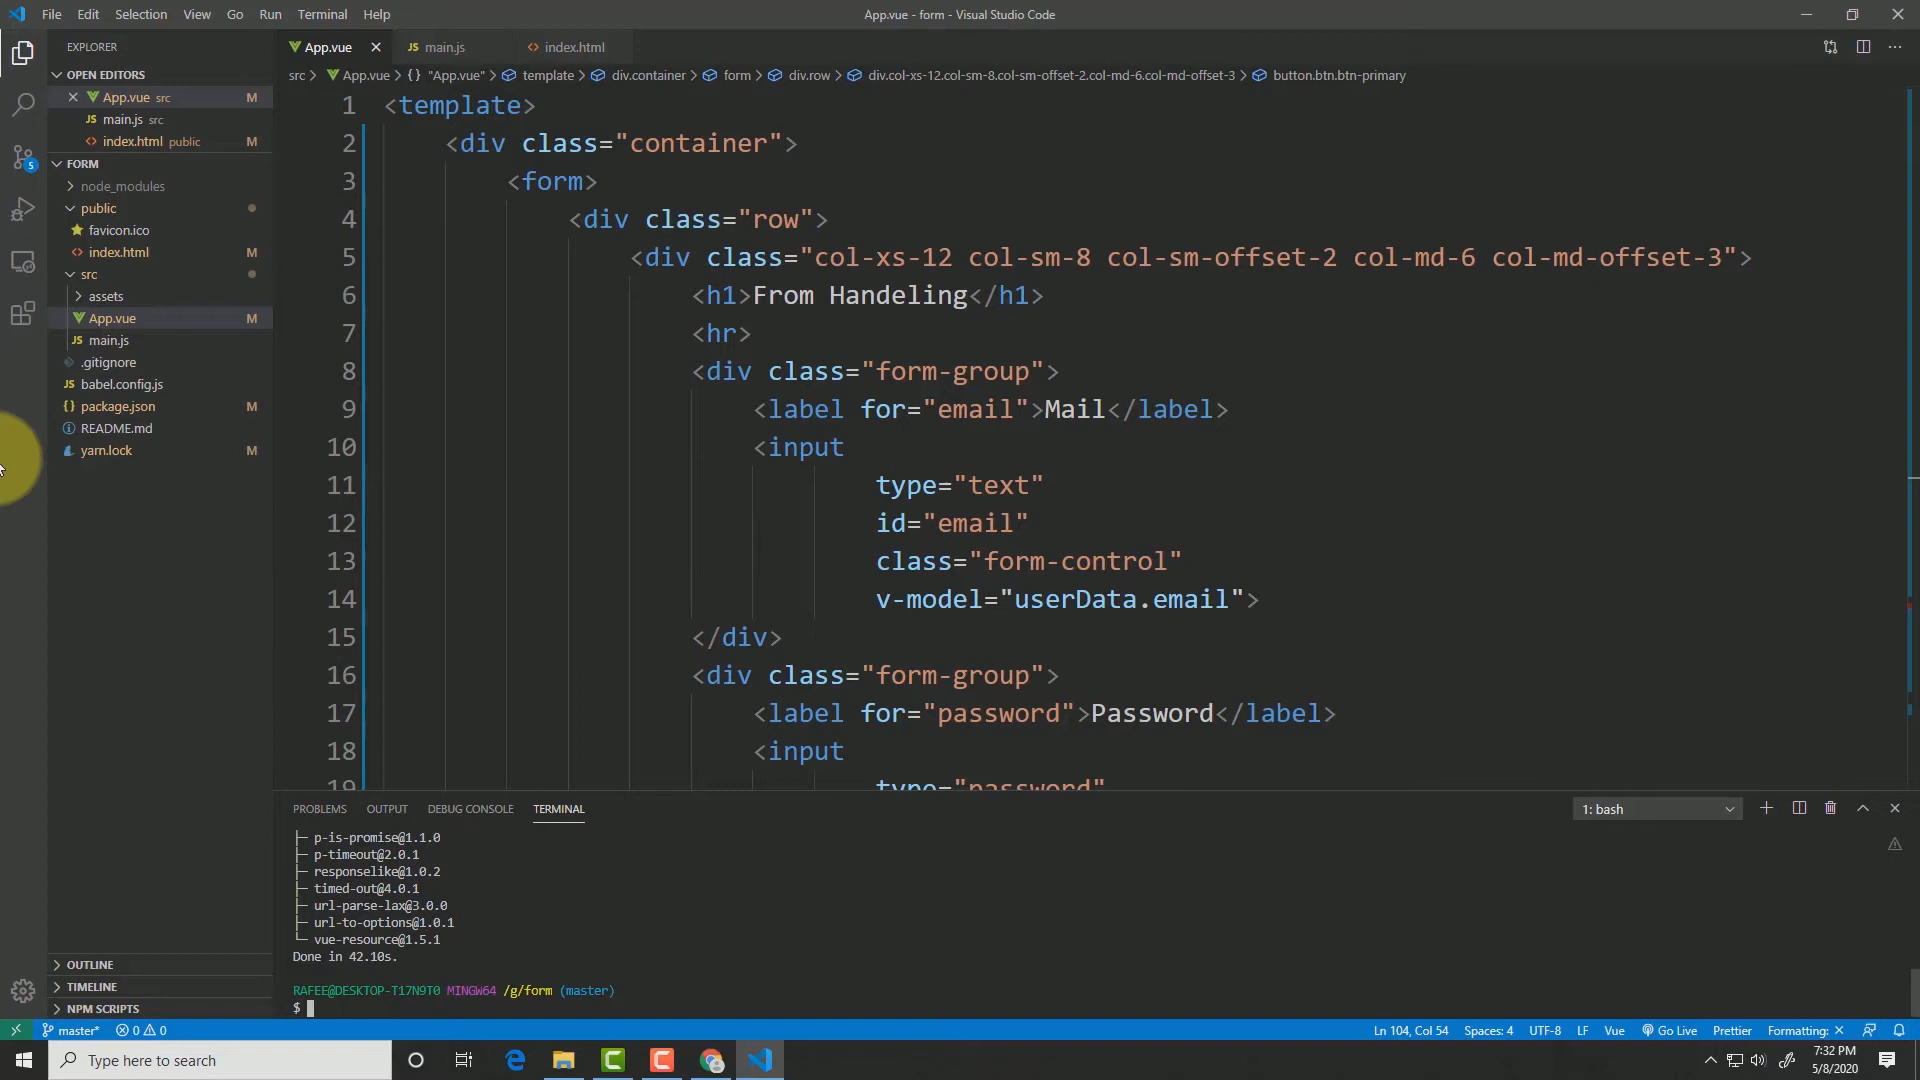 File Edit Selection View Go Run Terminal Help
App.vue - form - Visual Studio Code
EXPLORER
App.vue
JS main.js
<> index.html
OPEN EDITORS
src > App.vue > {} "App.vue" > template > div.container > form > div.row > div.col-xs-12.col-sm-8.col-sm-offset-2.col-md-6.col-md-offset-3 > button.btn.btn-primary
App.vue src M
JS main.js src
<> index.html public M
5
FORM
node_modules
public
favicon.ico
<> index.html M
src
assets
App.vue M
JS main.js
.gitignore
JS babel.config.js
{} package.json M
README.md
yarn.lock M
OUTLINE
TIMELINE
NPM SCRIPTS
1 <template>
2 <div class="container">
3 <form>
4 <div class="row">
5 <div class="col-xs-12 col-sm-8 col-sm-offset-2 col-md-6 col-md-offset-3">
6 <h1>From Handeling</h1>
7 <hr>
8 <div class="form-group">
9 <label for="email">Mail</label>
10 <input
11 type="text"
12 id="email"
13 class="form-control"
14 v-model="userData.email">
15 </div>
16 <div class="form-group">
17 <label for="password">Password</label>
18 <input
19 type="password"
PROBLEMS OUTPUT DEBUG CONSOLE TERMINAL
1: bash
├─ p-is-promise@1.1.0
├─ p-timeout@2.0.1
├─ responselike@1.0.2
├─ timed-out@4.0.1
├─ url-parse-lax@3.0.0
├─ url-to-options@1.0.1
└─ vue-resource@1.5.1
Done in 42.10s.
RAFEE@DESKTOP-T17N9T0 MINGW64 /g/form (master)
$
master* 0 0
Ln 104, Col 54 Spaces: 4 UTF-8 LF Vue Go Live Prettier Formatting: ×
Type here to search
7:32 PM
5/8/2020